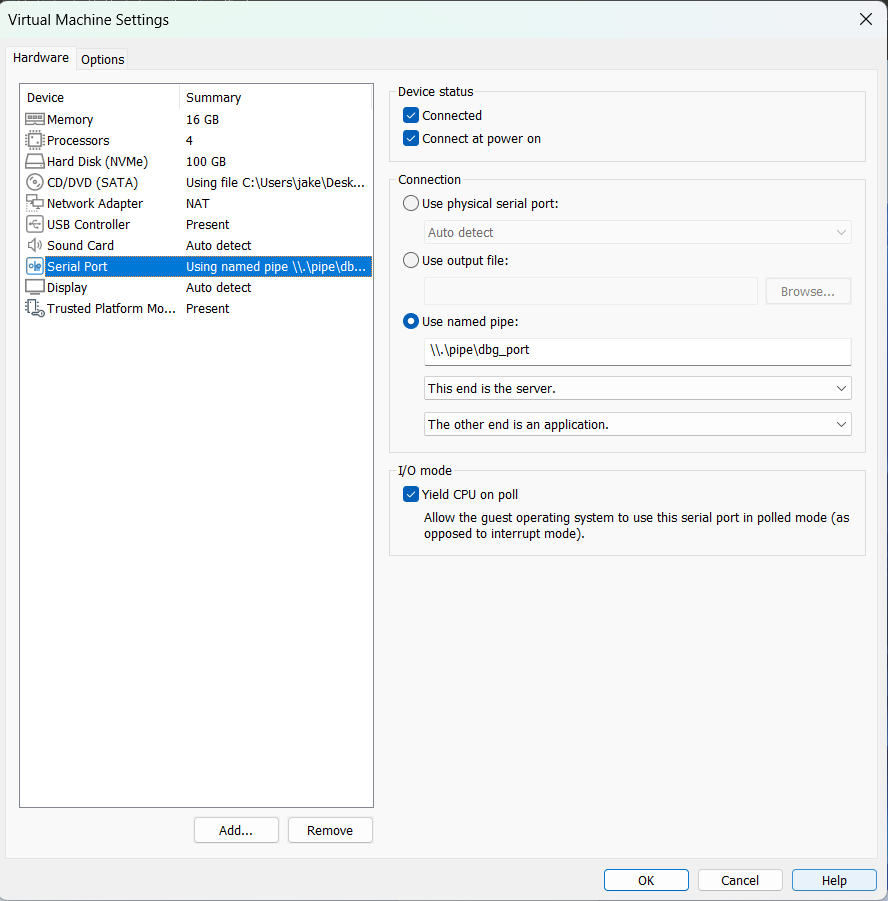 Virtual Machine Settings
Hardware
Options
Device Summary
Memory 16 GB
Processors 4
Hard Disk (NVMe) 100 GB
CD/DVD (SATA) Using file C:\Users\jake\Desk...
Network Adapter NAT
USB Controller Present
Sound Card Auto detect
Serial Port Using named pipe \\.\pipe\db...
Display Auto detect
Trusted Platform Mo... Present
Add...
Remove
Device status
Connected
Connect at power on
Connection
Use physical serial port:
Auto detect
Use output file:
Browse...
Use named pipe:
\\.\pipe\dbg_port
This end is the server.
The other end is an application.
I/O mode
Yield CPU on poll
Allow the guest operating system to use this serial port in polled mode (as
opposed to interrupt mode).
OK
Cancel
Help